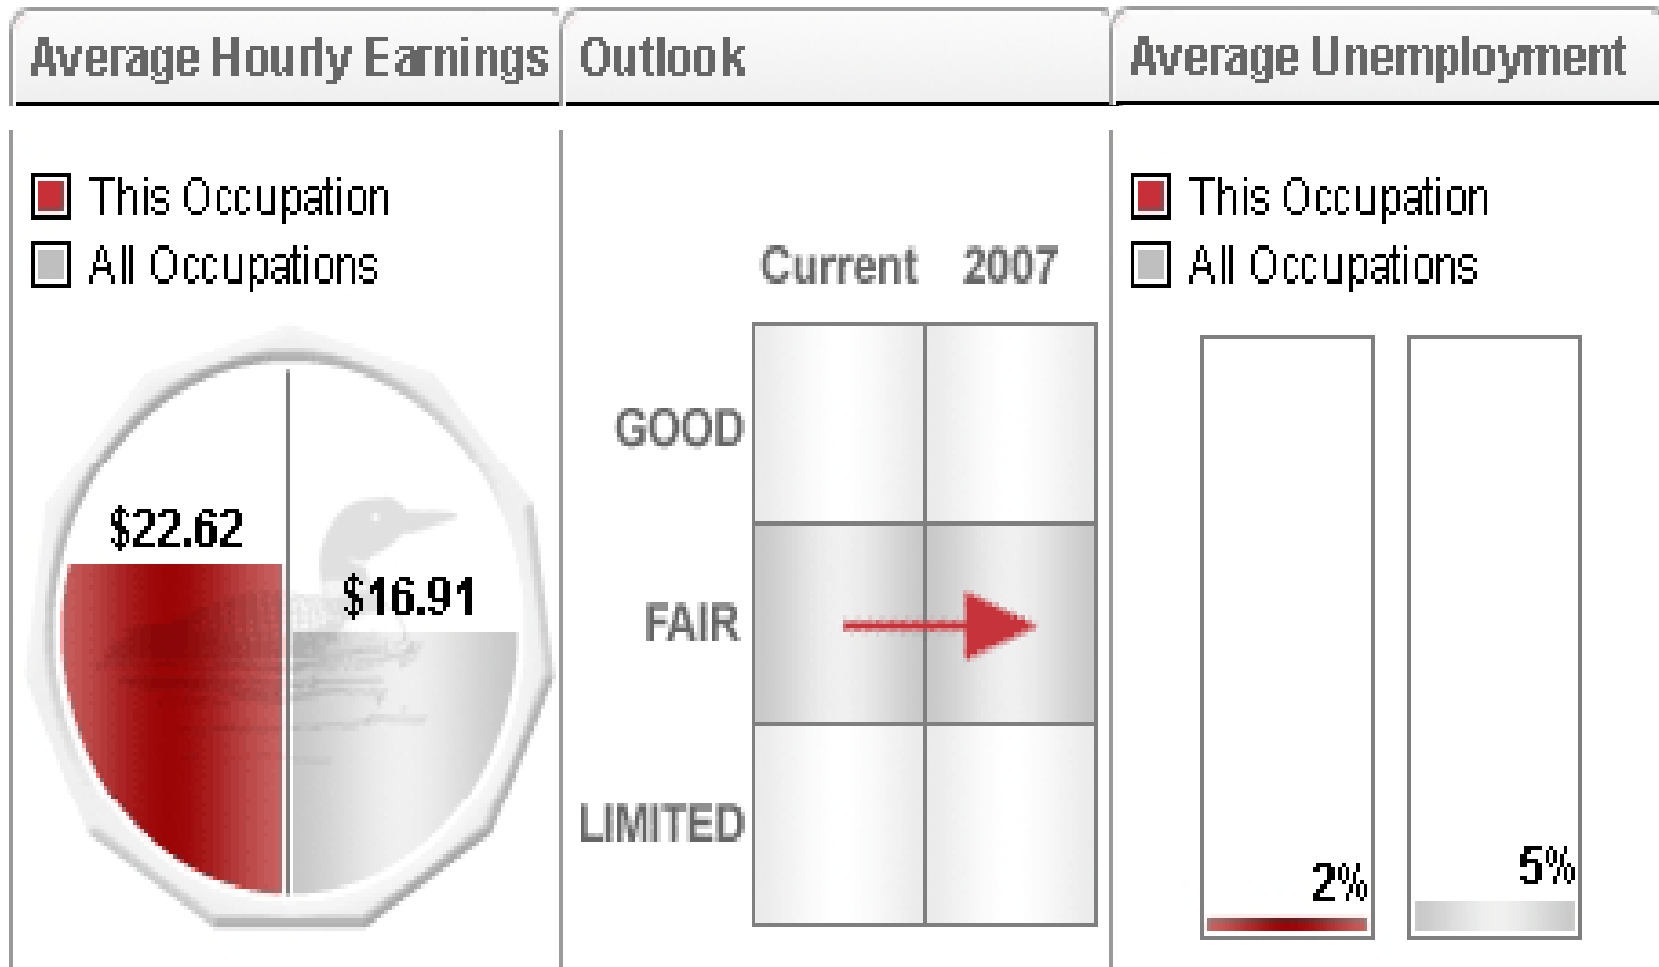 Average Hourly Earnings
Outlook
Average Unemployment
This Occupation
All Occupations
$22.62
$16.91
Current 2007
GOOD
FAIR
LIMITED
This Occupation
All Occupations
2%
5%